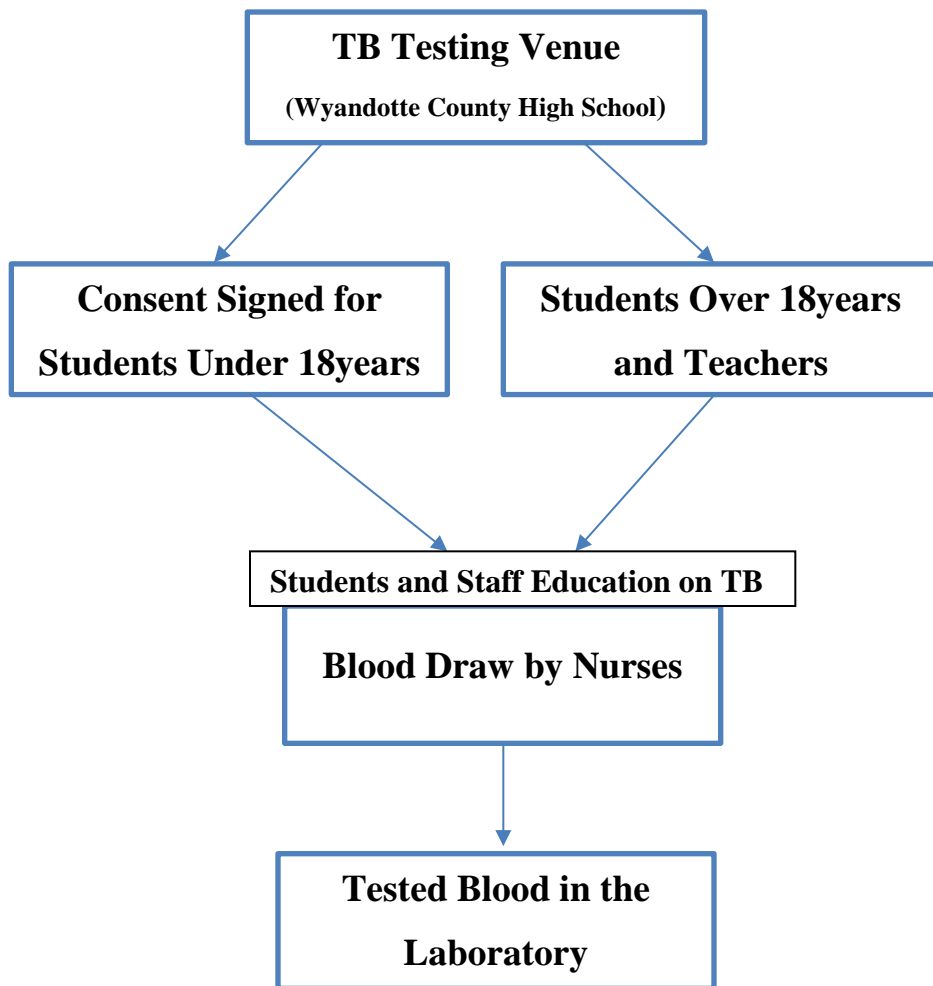 TB Testing Venue
(Wyandotte County High School)
Consent Signed for
Students Under 18years
Students Over 18years
and Teachers
Students and Staff Education on TB
Blood Draw by Nurses
Tested Blood in the
Laboratory